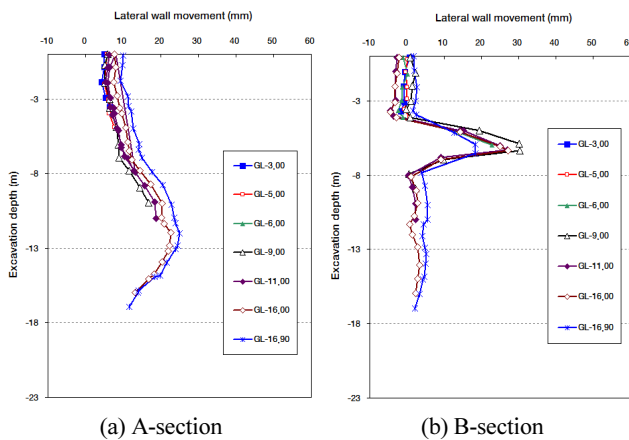 Lateral wall movement (mm)
-10 0 10 20 30 40 50 60
-3
-8
-13
-18
-23
Excavation depth (m)
GL-3,00
GL-5,00
GL-6,00
GL-9,00
GL-11,00
GL-16,00
GL-16,90
(a) A-section
Lateral wall movement (mm)
-10 0 10 20 30 40 50 60
-3
-8
-13
-18
-23
Excavation depth (m)
GL-3,00
GL-5,00
GL-6,00
GL-9,00
GL-11,00
GL-16,00
GL-16,90
(b) B-section